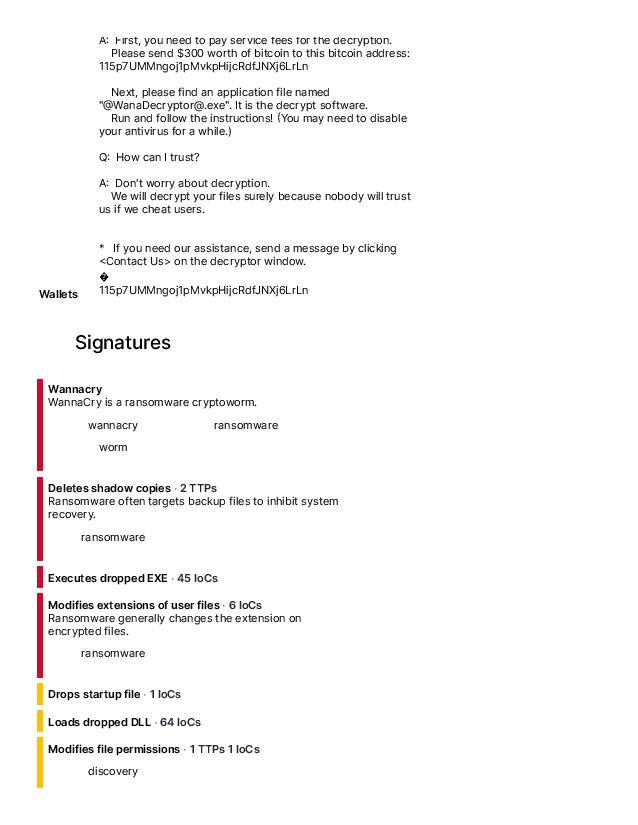 A: First, you need to pay service fees for the decryption.
Please send $300 worth of bitcoin to this bitcoin address:
115p7UMMngoj1pMvkpHijcRdfJNXj6LrLn
Next, please find an application file named
"@WanaDecryptor@.exe". It is the decrypt software.
Run and follow the instructions! (You may need to disable
your antivirus for a while.)
Q: How can I trust?
A: Don't worry about decryption.
We will decrypt your files surely because nobody will trust
us if we cheat users.
* If you need our assistance, send a message by clicking
<Contact Us> on the decryptor window.
�
Wallets 115p7UMMngoj1pMvkpHijcRdfJNXj6LrLn
Signatures
Wannacry
WannaCry is a ransomware cryptoworm.
wannacry ransomware
worm
Deletes shadow copies · 2 TTPs
Ransomware often targets backup files to inhibit system
recovery.
ransomware
Executes dropped EXE · 45 IoCs
Modifies extensions of user files · 6 IoCs
Ransomware generally changes the extension on
encrypted files.
ransomware
Drops startup file · 1 IoCs
Loads dropped DLL · 64 IoCs
Modifies file permissions · 1 TTPs 1 IoCs
discovery